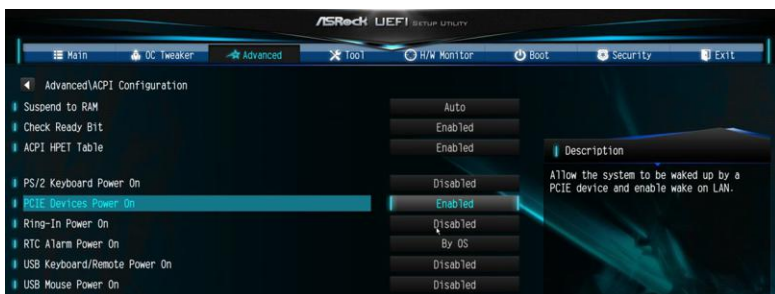 ASRock UEFI SETUP UTILITY
Main OC Tweaker Advanced Tool H/W Monitor Boot Security Exit
Advanced\ACPI Configuration
Suspend to RAM Auto
Check Ready Bit Enabled
ACPI HPET Table Enabled
Description
PS/2 Keyboard Power On Disabled
Allow the system to be waked up by a
PCIE device and enable wake on LAN.
PCIE Devices Power On Enabled
Ring-In Power On Disabled
RTC Alarm Power On By OS
USB Keyboard/Remote Power On Disabled
USB Mouse Power On Disabled